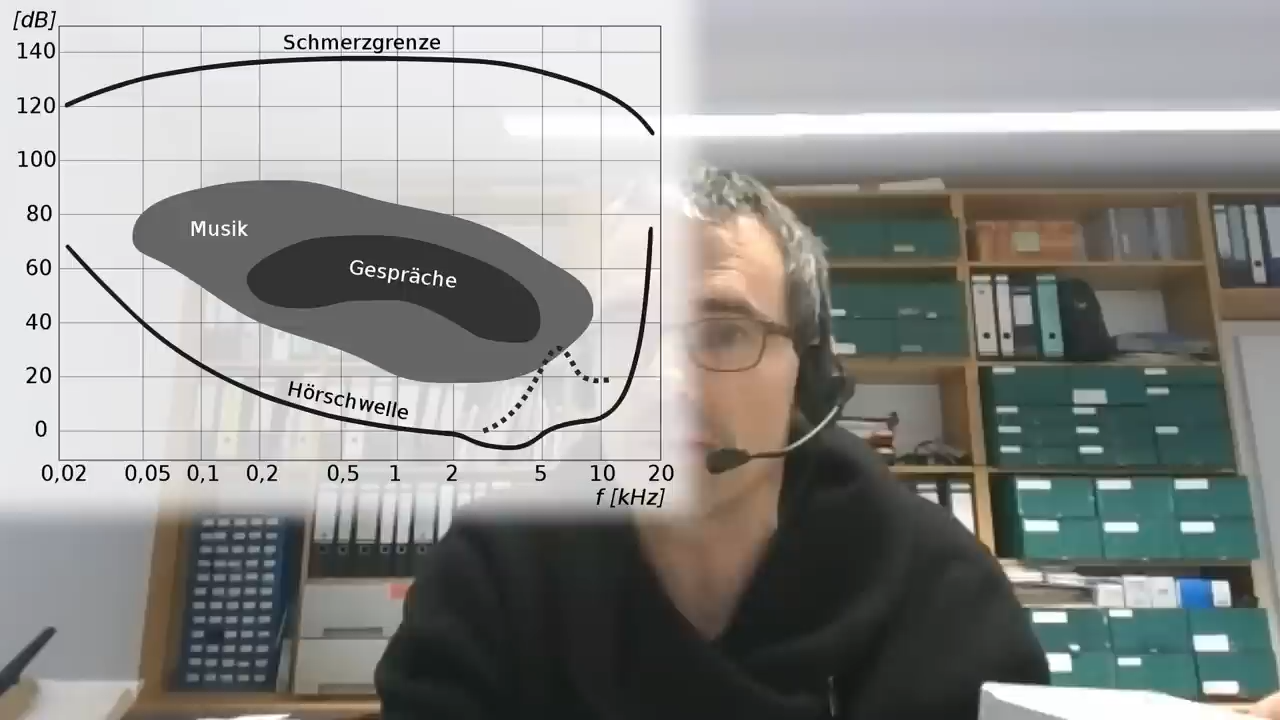 [dB]
140
Schmerzgrenze
120
100
80
Musik
60
Gespräche
40
20
Hörschwelle
0
0,02 0,05 0,1 0,2 0,5 1 2 5 10 20
f [kHz]